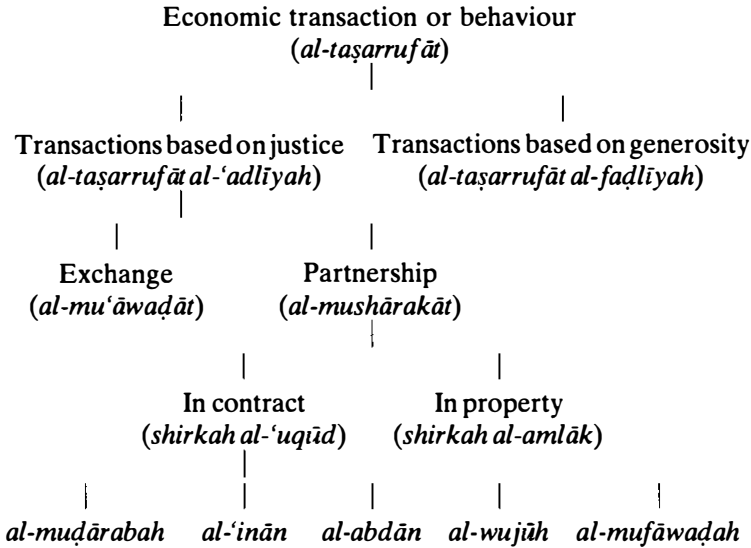 Economic transaction or behaviour
(al-taṣarrufāt)
Transactions based on justice Transactions based on generosity
(al-taṣarrufāt al-‘adlīyah) (al-taṣarrufāt al-faḍlīyah)
Exchange Partnership
(al-mu‘āwaḍāt) (al-mushārakāt)
In contract In property
(shirkah al-‘uqūd) (shirkah al-amlāk)
al-muḍārabah al-‘inān al-abdān al-wujūh al-mufāwaḍah